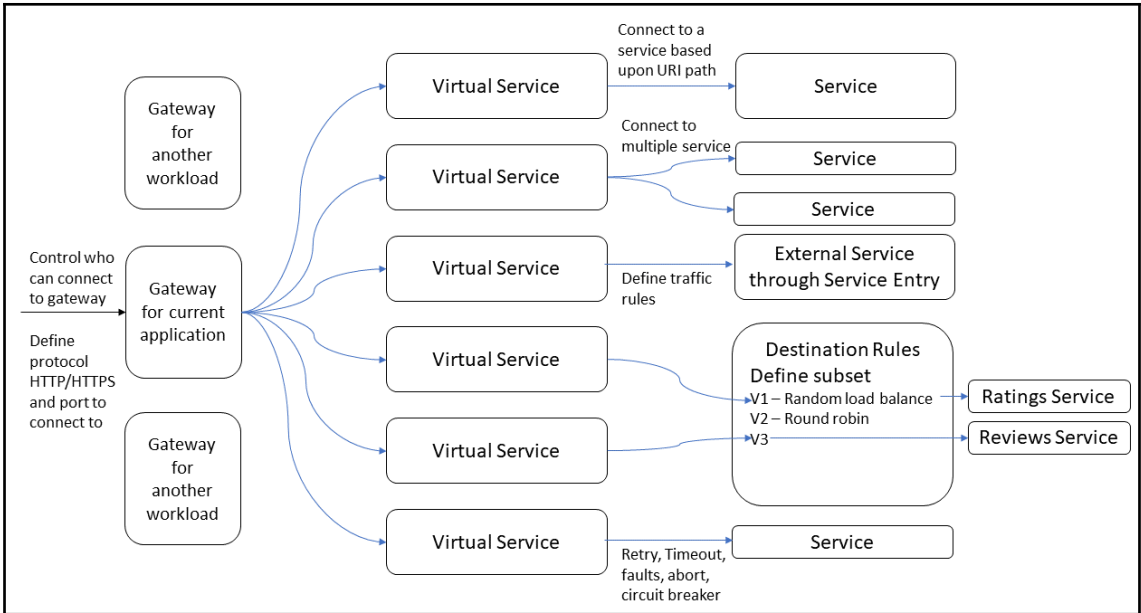 Gateway
for
another
workload
Control who
can connect
to gateway
Define
protocol
HTTP/HTTPS
and port to
connect to
Gateway
for current
application
Gateway
for
another
workload
Virtual Service
Connect to a
service based
upon URI path
Service
Virtual Service
Connect to
multiple service
Service
Service
Virtual Service
Define traffic
rules
External Service
through Service Entry
Virtual Service
Virtual Service
Destination Rules
Define subset
V1 – Random load balance
V2 – Round robin
V3
Ratings Service
Reviews Service
Virtual Service
Retry, Timeout,
faults, abort,
circuit breaker
Service